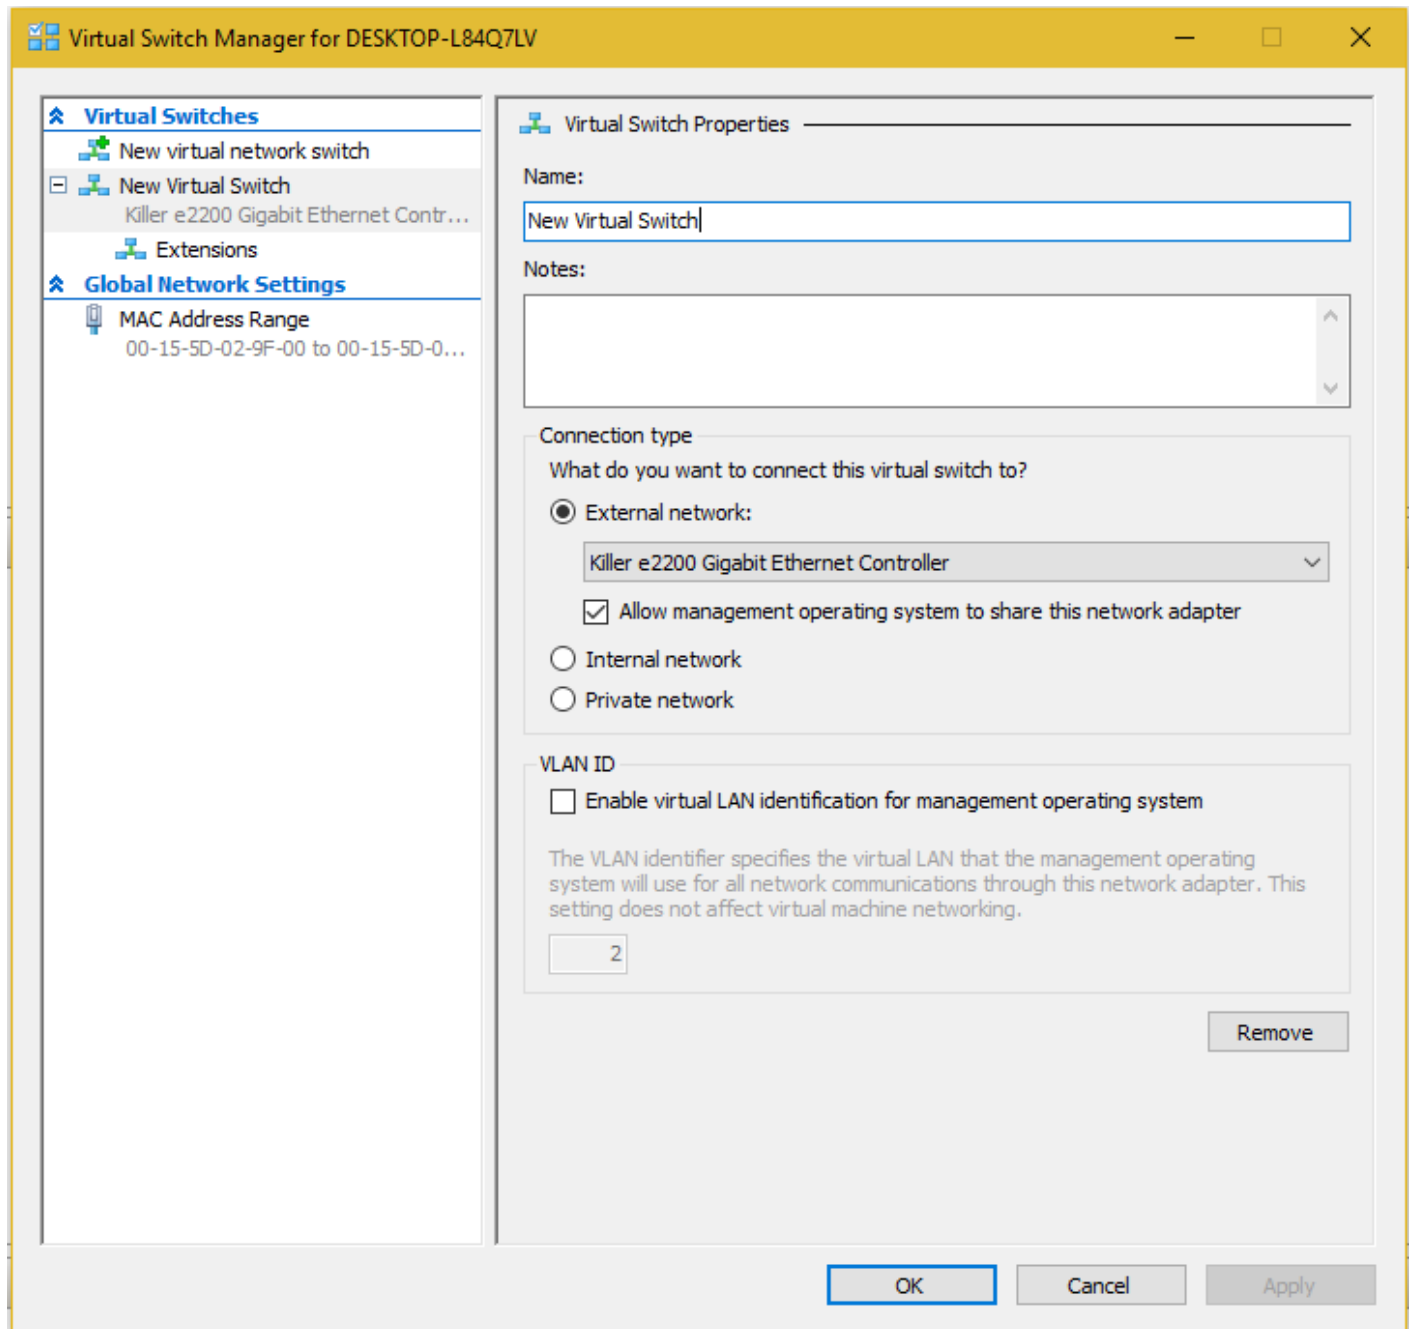 Virtual Switch Manager for DESKTOP-L84Q7LV
Virtual Switches
New virtual network switch
New Virtual Switch
Killer e2200 Gigabit Ethernet Contr...
Extensions
Global Network Settings
MAC Address Range
00-15-5D-02-9F-00 to 00-15-5D-0...
Virtual Switch Properties
Name:
New Virtual Switch
Notes:
Connection type
What do you want to connect this virtual switch to?
External network:
Killer e2200 Gigabit Ethernet Controller
Allow management operating system to share this network adapter
Internal network
Private network
VLAN ID
Enable virtual LAN identification for management operating system
The VLAN identifier specifies the virtual LAN that the management operating
system will use for all network communications through this network adapter. This
setting does not affect virtual machine networking.
2
Remove
OK
Cancel
Apply